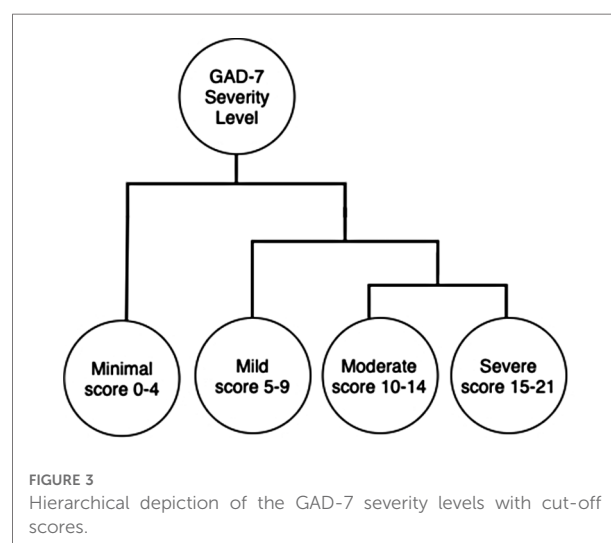 GAD-7
Severity
Level
Minimal
score 0-4
Mild
score 5-9
Moderate
score 10-14
Severe
score 15-21
FIGURE 3
Hierarchical depiction of the GAD-7 severity levels with cut-off
scores.